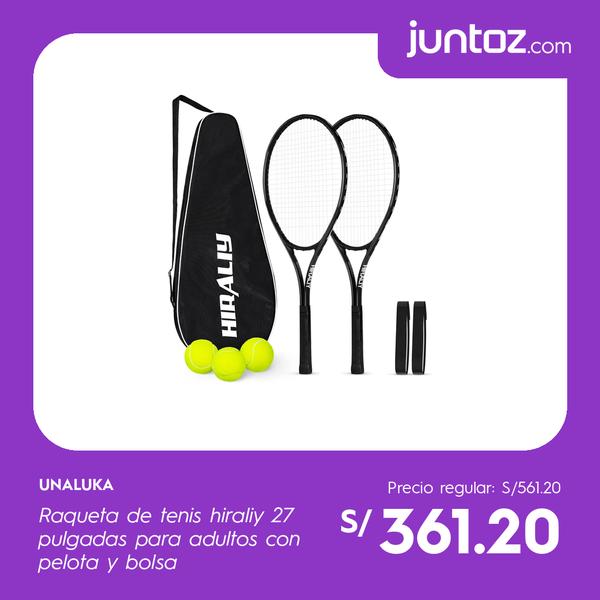 juntoz.com
HIRALIY
UNALUKA
Raqueta de tenis hiraliy 27
pulgadas para adultos con
pelota y bolsa
Precio regular: S/561.20
S/ 361.20